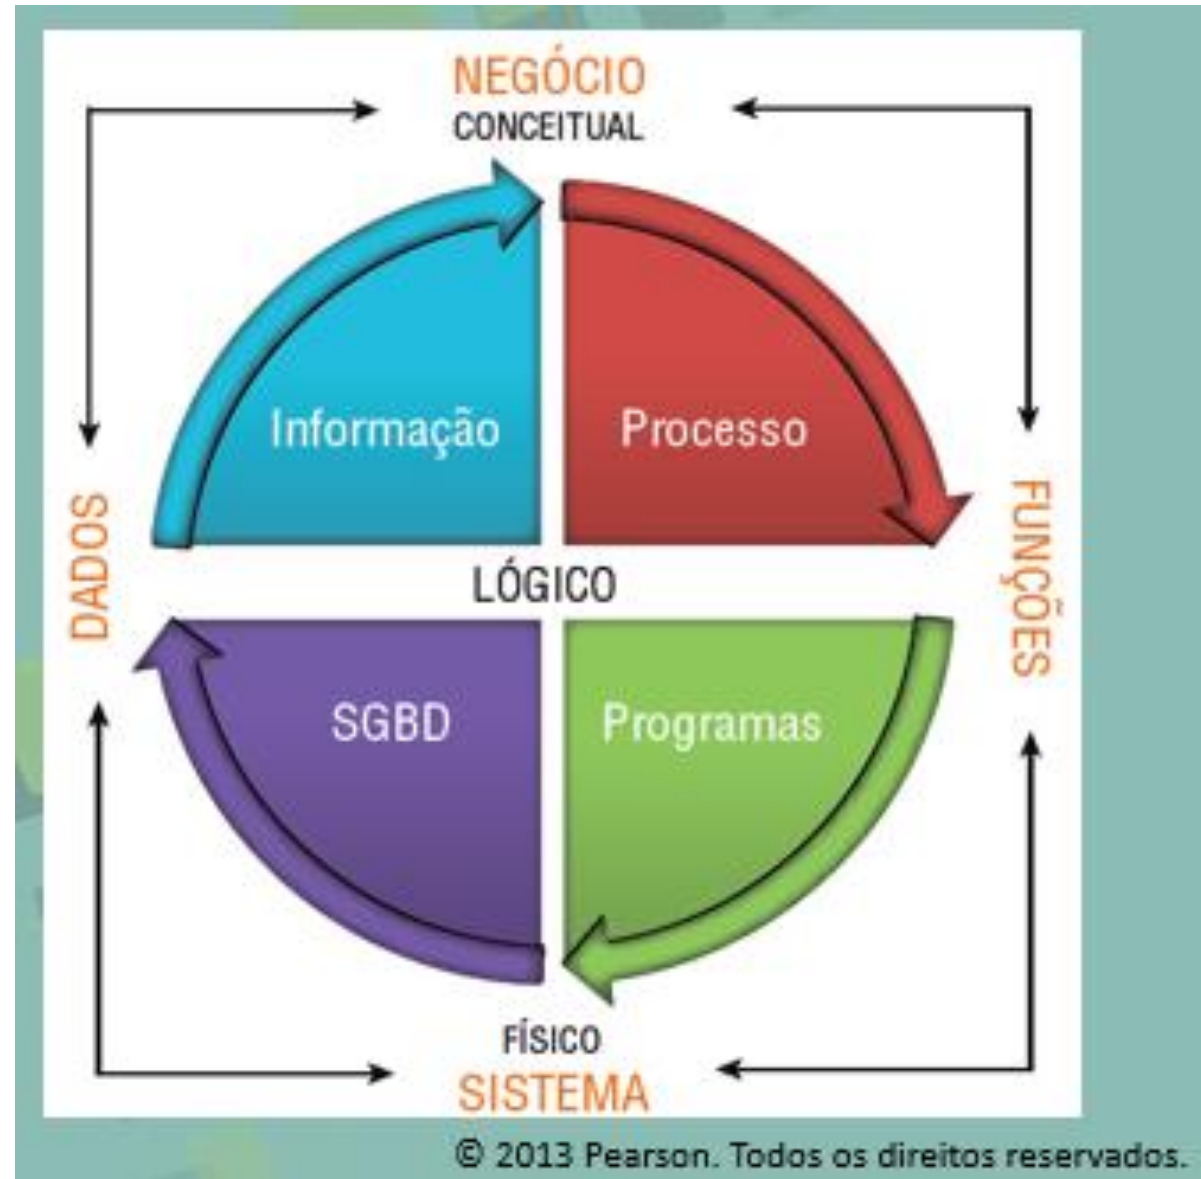 NEGÓCIO
CONCEITUAL
Informação
Processo
DADOS
LÓGICO
FUNÇÕES
SGBD
Programas
FÍSICO
SISTEMA
© 2013 Pearson. Todos os direitos reservados.